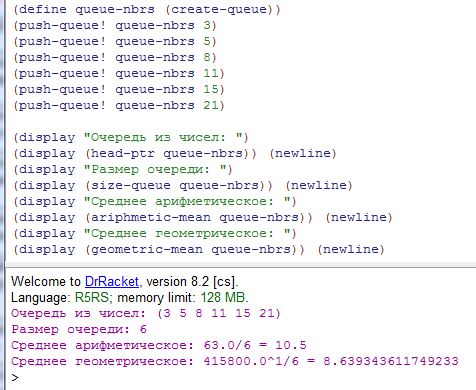 (define queue-nbrs (create-queue))
(push-queue! queue-nbrs 3)
(push-queue! queue-nbrs 5)
(push-queue! queue-nbrs 8)
(push-queue! queue-nbrs 11)
(push-queue! queue-nbrs 15)
(push-queue! queue-nbrs 21)
(display "Очередь из чисел: ")
(display (head-ptr queue-nbrs)) (newline)
(display "Размер очереди: ")
(display (size-queue queue-nbrs)) (newline)
(display "Среднее арифметическое: ")
(display (ariphmetic-mean queue-nbrs)) (newline)
(display "Среднее геометрическое: ")
(display (geometric-mean queue-nbrs)) (newline)
Welcome to DrRacket, version 8.2 [cs].
Language: R5RS; memory limit: 128 MB.
Очередь из чисел: (3 5 8 11 15 21)
Размер очереди: 6
Среднее арифметическое: 63.0/6 = 10.5
Среднее геометрическое: 415800.0^1/6 = 8.639343611749233
>